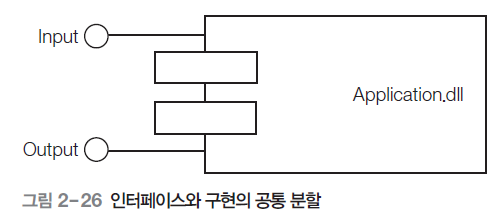 Input
Application.dll
Output
그림 2-26 인터페이스와 구현의 공통 분할